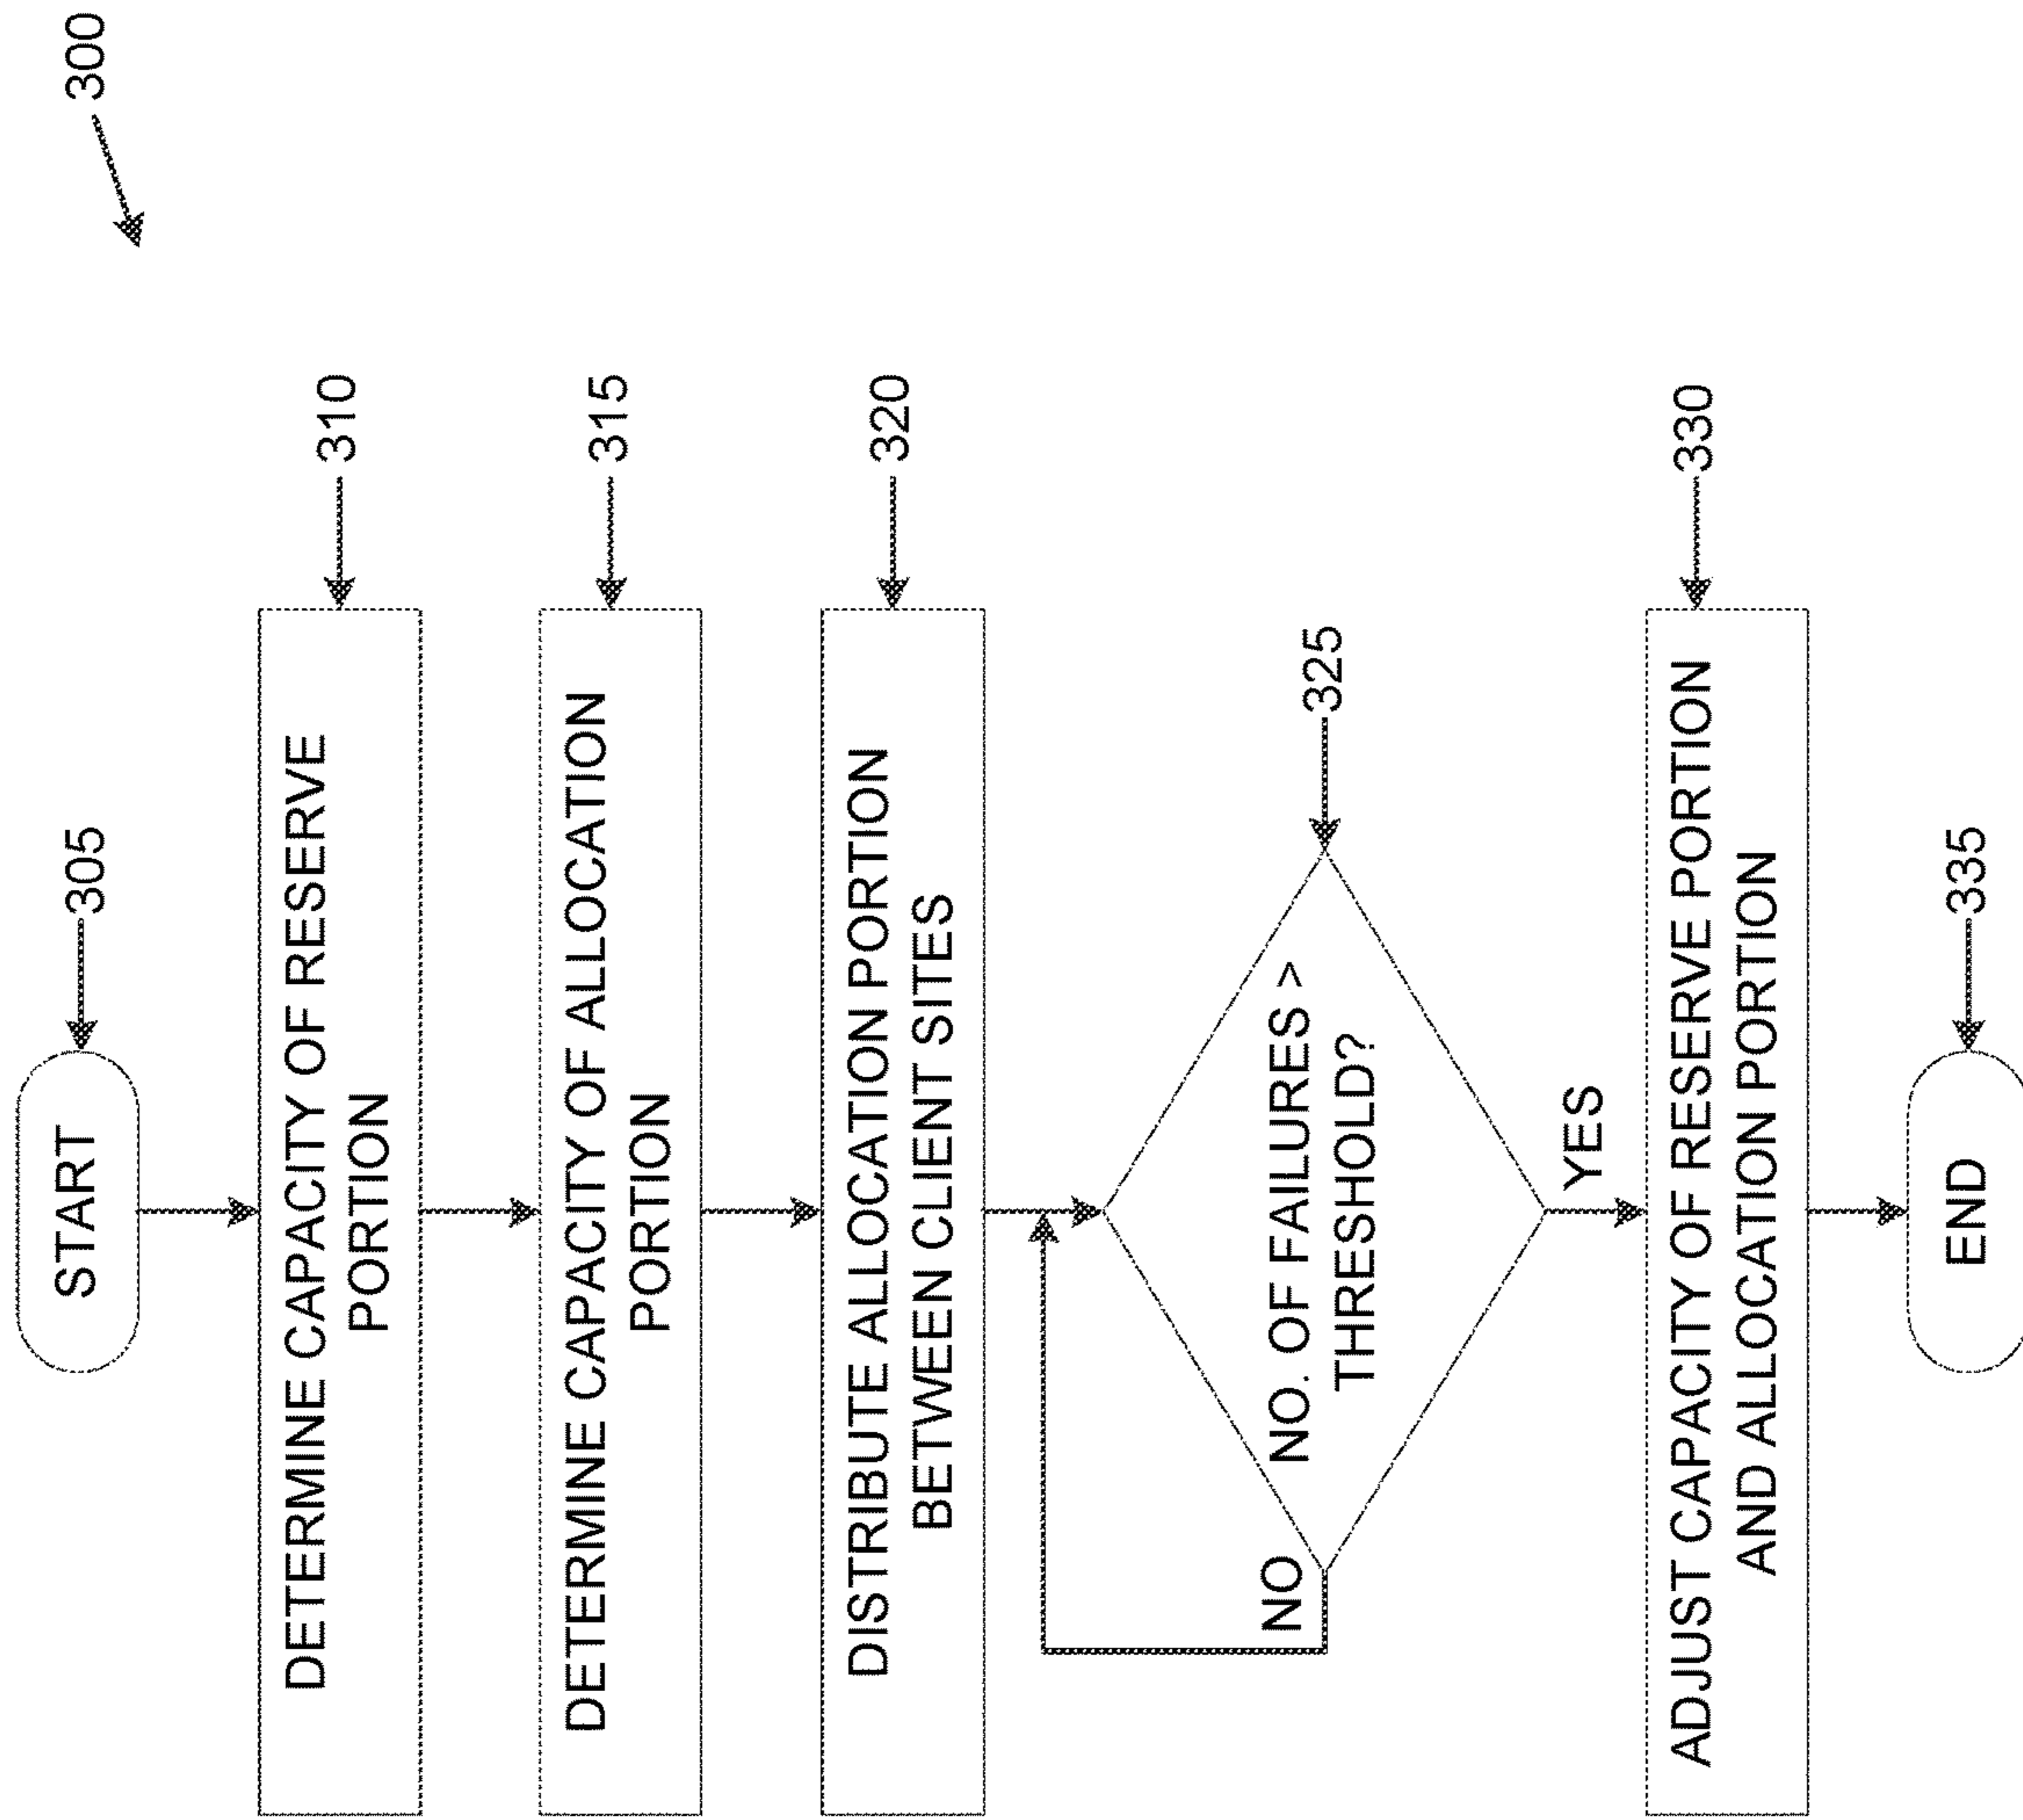 300
START
305
DETERMINE CAPACITY OF RESERVE
PORTION
310
DETERMINE CAPACITY OF ALLOCATION
PORTION
315
DISTRIBUTE ALLOCATION PORTION
BETWEEN CLIENT SITES
320
NO
NO. OF FAILURES >
THRESHOLD?
325
YES
ADJUST CAPACITY OF RESERVE PORTION
AND ALLOCATION PORTION
330
END
335